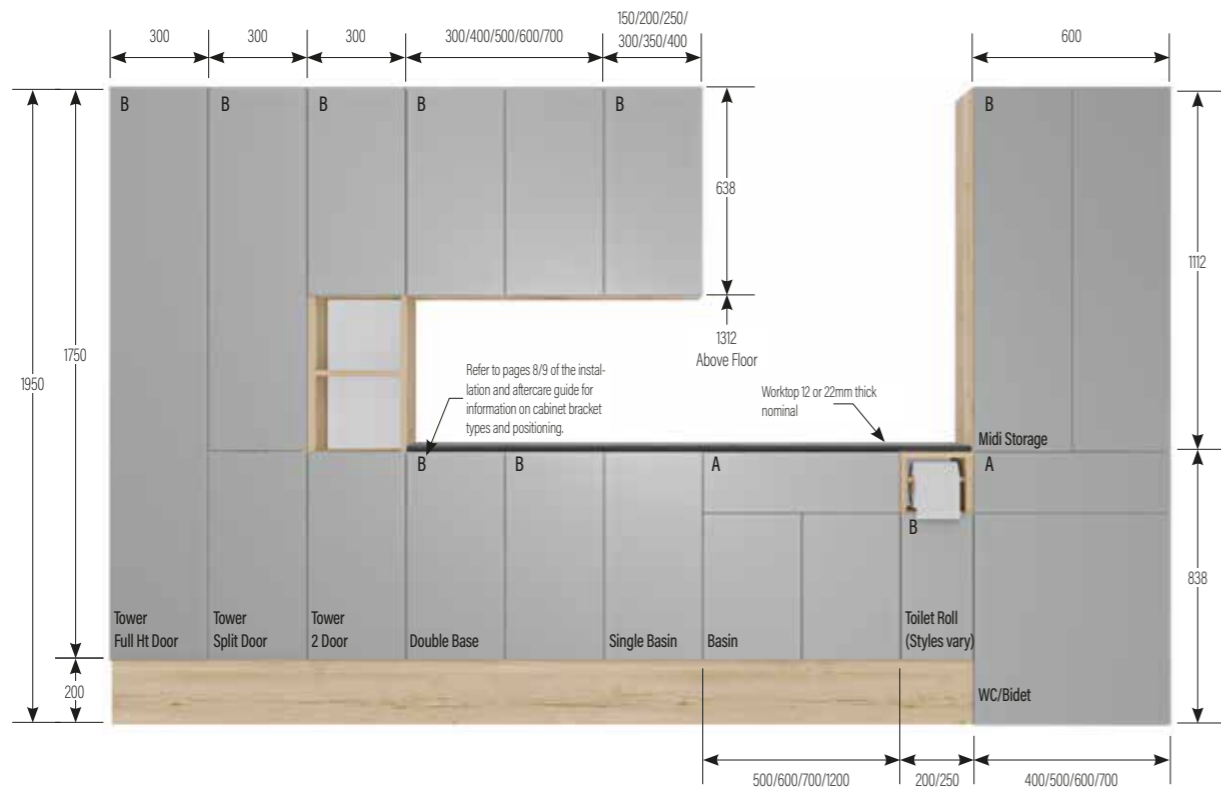 150/200/250/
300
300
300
300/400/500/600/700
300/350/400
600
B
B
B
B
B
B
638
1112
1312
Above Floor
1750
1950
Refer to pages 8/9 of the instal-
lation and aftercare guide for
information on cabinet bracket
types and positioning.
Worktop 12 or 22mm thick
nominal
Midi Storage
B
B
A
A
B
838
Tower
Full Ht Door
Tower
Split Door
Tower
2 Door
Double Base
Single Basin
Basin
Toilet Roll
(Styles vary)
200
WC/Bidet
500/600/700/1200
200/250
400/500/600/700